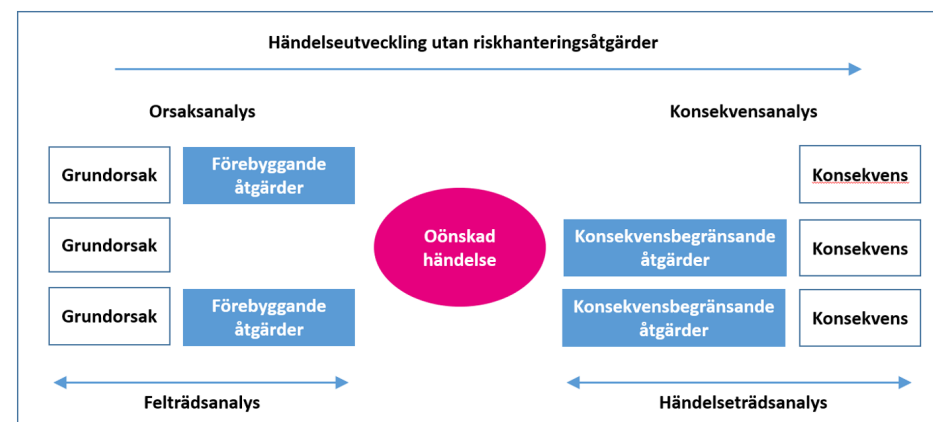 Händelseutveckling utan riskhanteringsåtgärder
Orsaksanalys
Konsekvensanalys
Grundorsak
Förebyggande
åtgärder
Konsekvens
Grundorsak
Oönskad
händelse
Konsekvensbegränsande
åtgärder
Konsekvens
Grundorsak
Förebyggande
åtgärder
Konsekvensbegränsande
åtgärder
Konsekvens
Felträdsanalys
Händelseträdsanalys